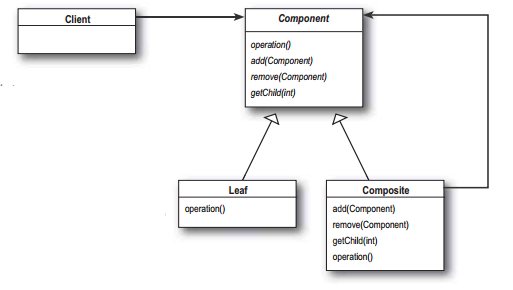 Client
Component
operation()
add(Component)
remove(Component)
getChild(int)
Leaf
operation()
Composite
add(Component)
remove(Component)
getChild(int)
operation()